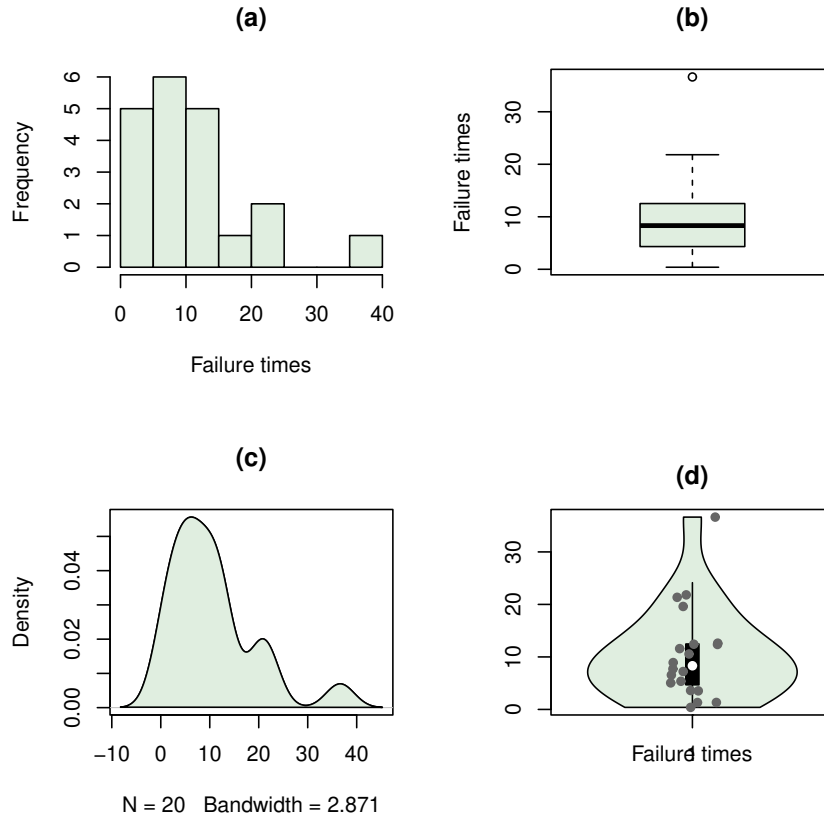 (a)
Frequency
0 1 2 3 4 5 6
0 10 20 30 40
Failure times
(b)
Failure times
0 10 20 30
(c)
Density
0.00 0.02 0.04
−10 0 10 20 30 40
N = 20 Bandwidth = 2.871
(d)
0 10 20 30
1
Failure times